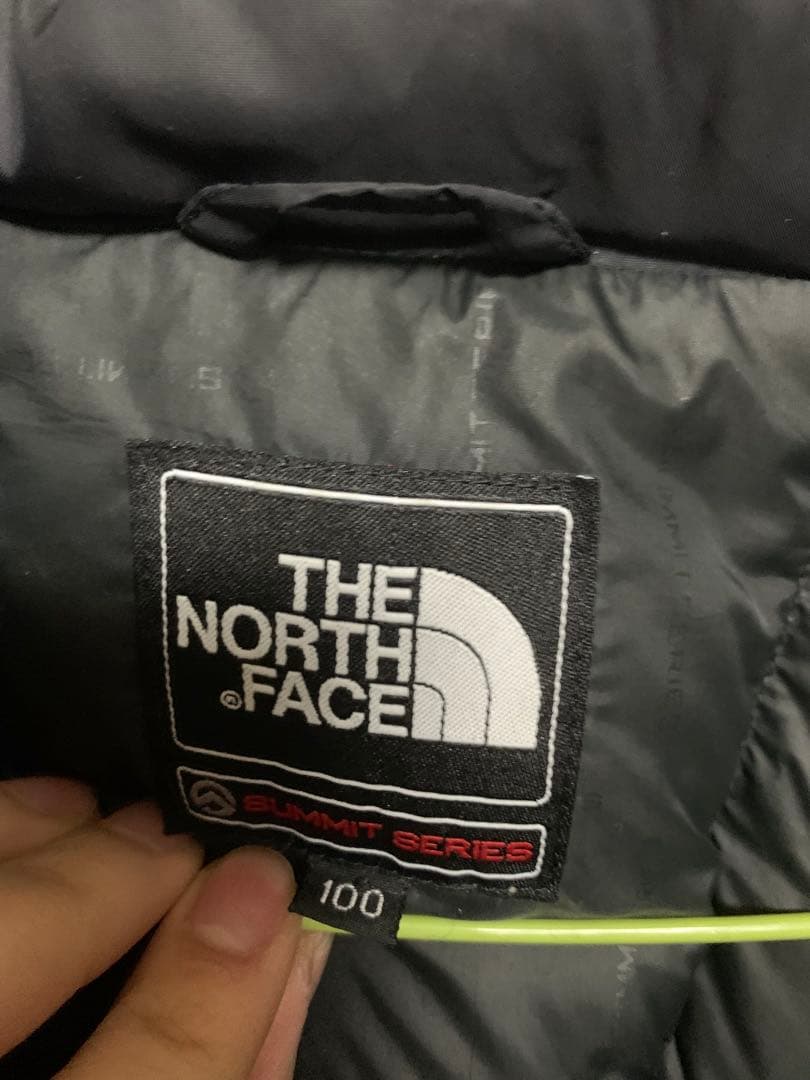 THE
NORTH
FACE
®
SUMMIT SERIES
100